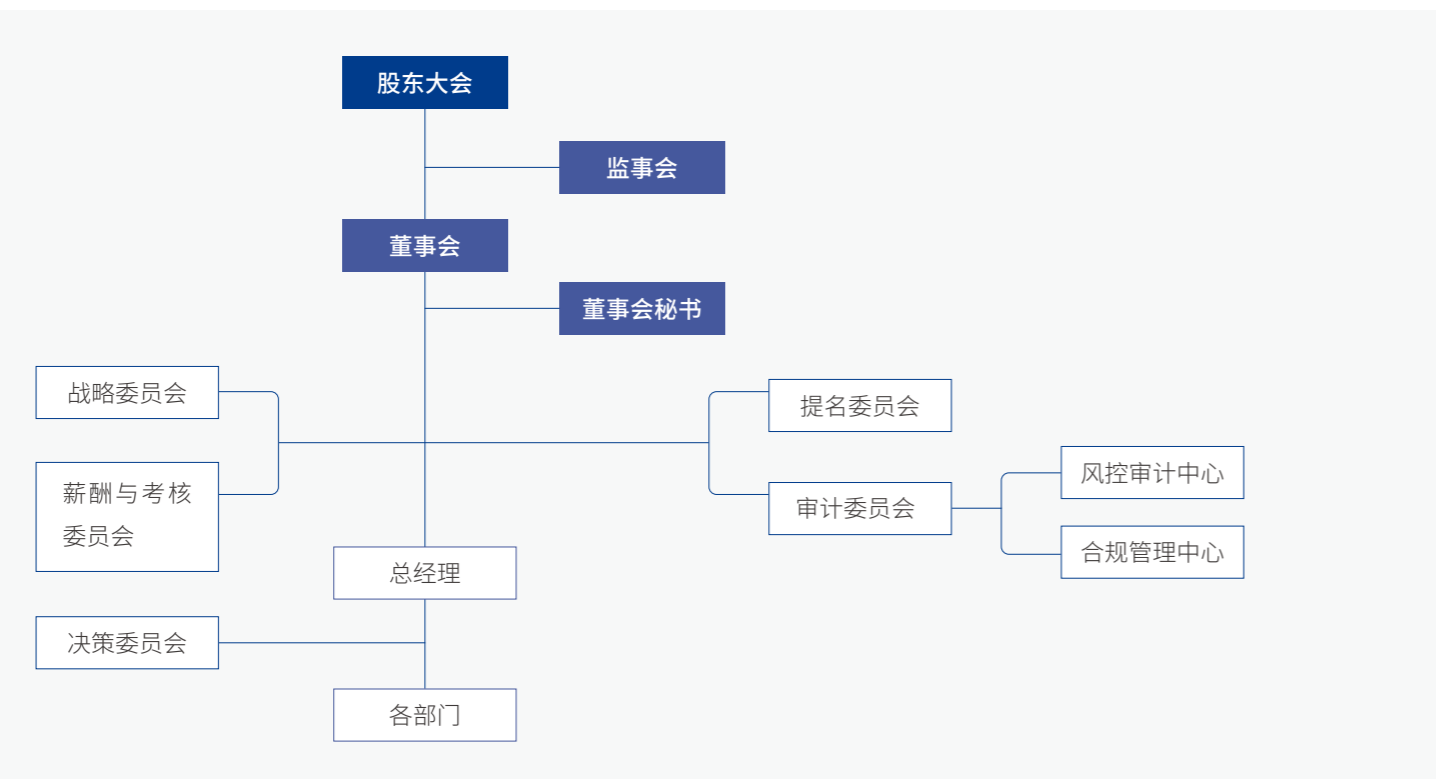 股东大会
监事会
董事会
董事会秘书
战略委员会
提名委员会
薪酬与考核
委员会
审计委员会
风控审计中心
合规管理中心
总经理
决策委员会
各部门